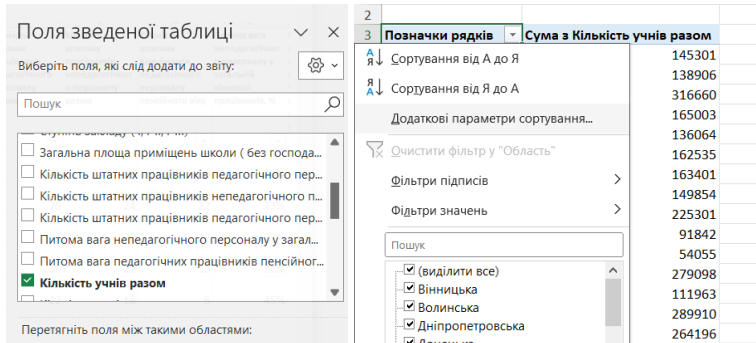 Поля зведеної таблиці
Виберіть поля, які слід додати до звіту:
Пошук
Загальна площа приміщень школи ( без господа...
Кількість штатних працівників педагогічного пер...
Кількість штатних працівників непедагогічного п...
Кількість штатних працівників педагогічного пер...
Питома вага непедагогічного персоналу у загал...
Питома вага педагогічних працівників пенсійног...
Кількість учнів разом
Перетягніть поля між такими областями:
2
3 Позначки рядків Сума з Кількість учнів разом
Сортування від А до Я
Сортування від Я до А
Додаткові параметри сортування...
Очистити фільтр у "Область"
Фільтри підписів
Фільтри значень
Пошук
(виділити все)
Вінницька
Волинська
Дніпропетровська
145301
138906
316660
165003
136064
162535
163401
149854
225301
91842
54055
279098
111963
289910
264196